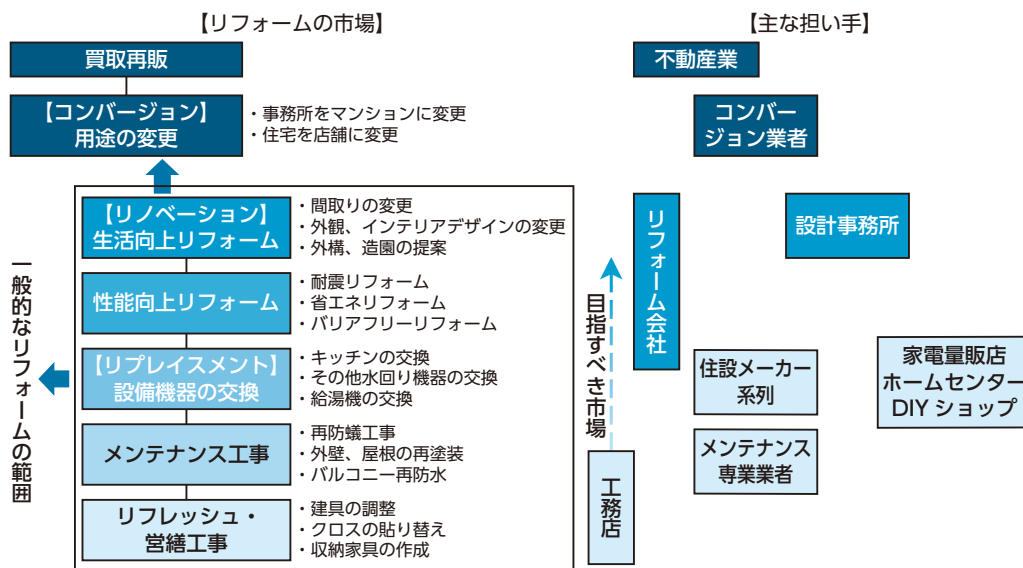 【リフォームの市場】
買取再販
【コンバージョン】
用途の変更
・事務所をマンションに変更
・住宅を店舗に変更
【リノベーション】
生活向上リフォーム
・間取りの変更
・外観、インテリアデザインの変更
・外構、造園の提案
性能向上リフォーム
・耐震リフォーム
・省エネリフォーム
・バリアフリーリフォーム
【リプレイスメント】
設備機器の交換
・キッチンの交換
・その他水回り機器の交換
・給湯機の交換
メンテナンス工事
・再防蟻工事
・外壁、屋根の再塗装
・バルコニー再防水
リフレッシュ・
営繕工事
・建具の調整
・クロスの貼り替え
・収納家具の作成
一般的なリフォームの範囲
【主な担い手】
不動産業
コンバー
ジョン業者
リフォーム会社
設計事務所
目指すべき市場
住設メーカー
系列
家電量販店
ホームセンター
DIY ショップ
メンテナンス
専業業者
工務店